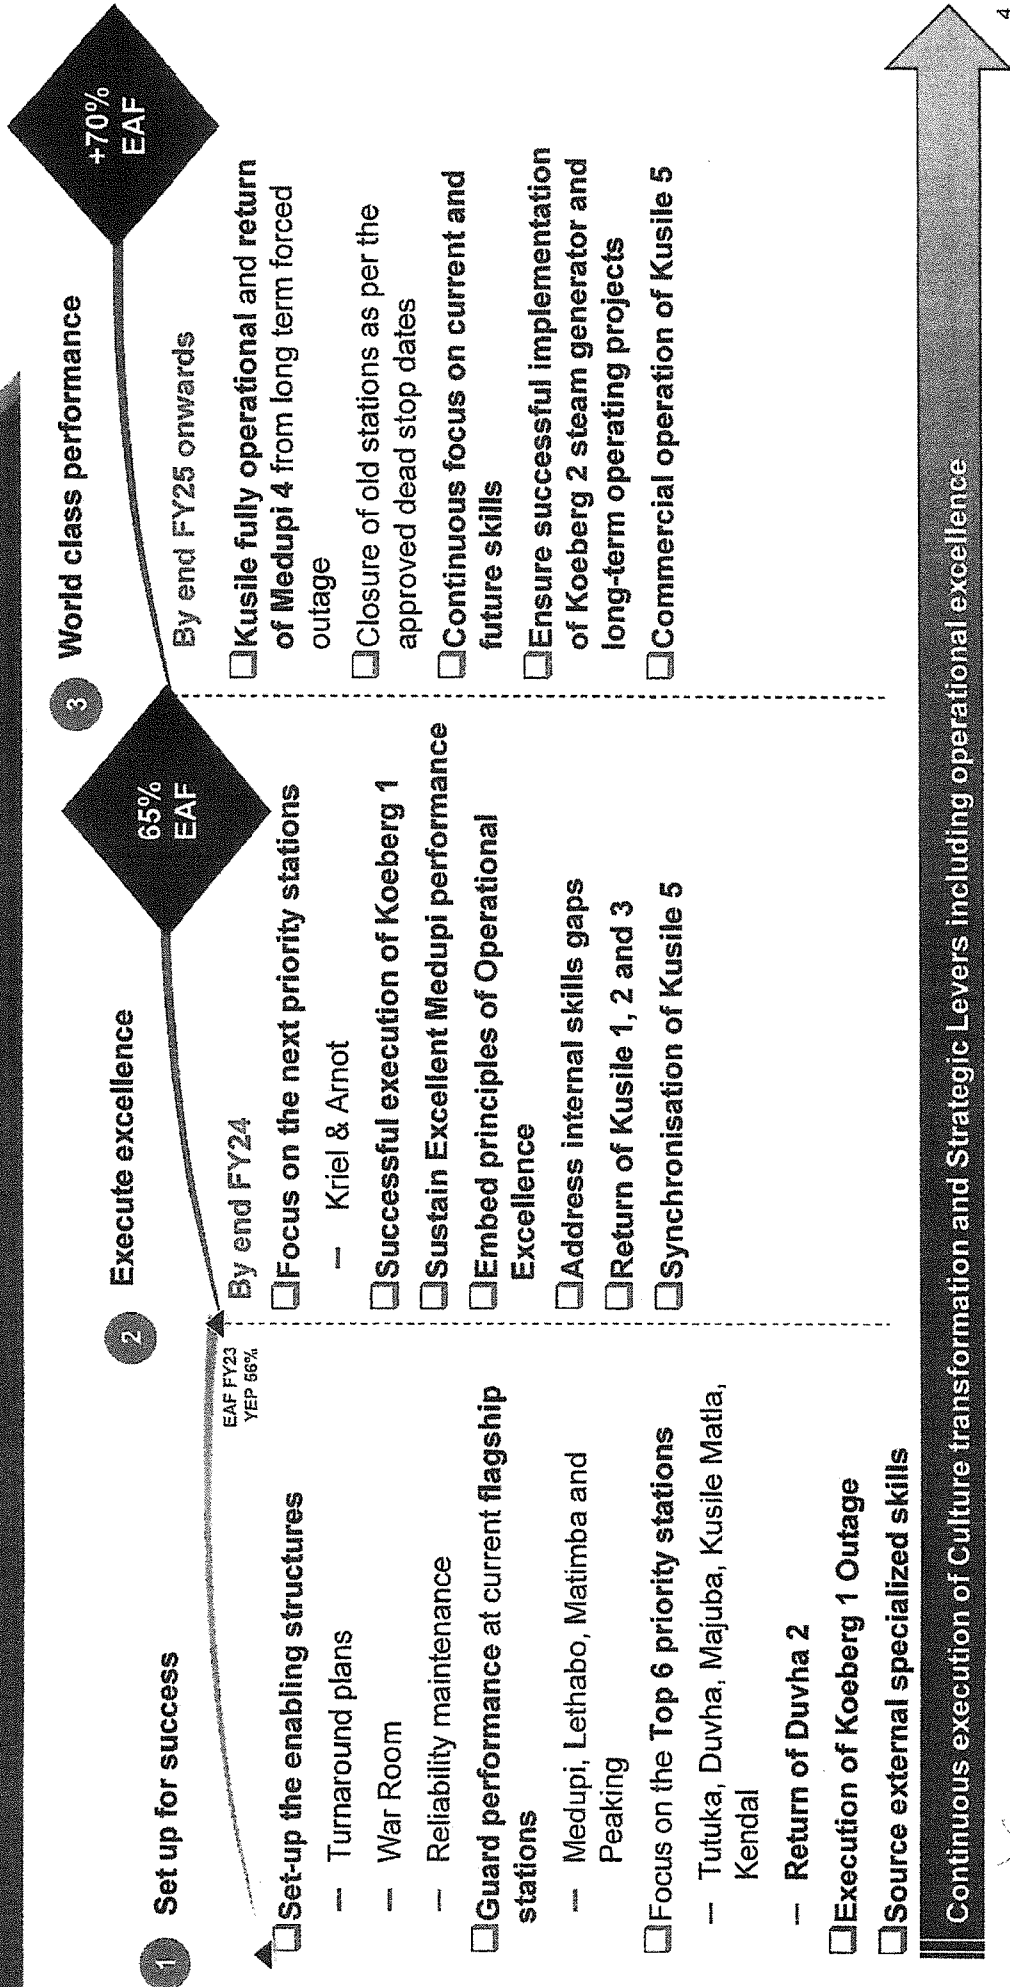 1
Set up for success
Set-up the enabling structures
– Turnaround plans
– War Room
– Reliability maintenance
Guard performance at current flagship
stations
– Medupi, Lethabo, Matimba and
Peaking
Focus on the Top 6 priority stations
– Tutuka, Duvha, Majuba, Kusile Matla,
Kendal
– Return of Duvha 2
Execution of Koeberg 1 Outage
Source external specialized skills
EAF FY23
YEP 56%
2
Execute excellence
By end FY24
Focus on the next priority stations
– Kriel & Arnot
Successful execution of Koeberg 1
Sustain Excellent Medupi performance
Embed principles of Operational
Excellence
Address internal skills gaps
Return of Kusile 1, 2 and 3
Synchronisation of Kusile 5
65%
EAF
3
World class performance
By end FY25 onwards
Kusile fully operational and return
of Medupi 4 from long term forced
outage
Closure of old stations as per the
approved dead stop dates
Continuous focus on current and
future skills
Ensure successful implementation
of Koeberg 2 steam generator and
long-term operating projects
Commercial operation of Kusile 5
+70%
EAF
Continuous execution of Culture transformation and Strategic Levers including operational excellence
4